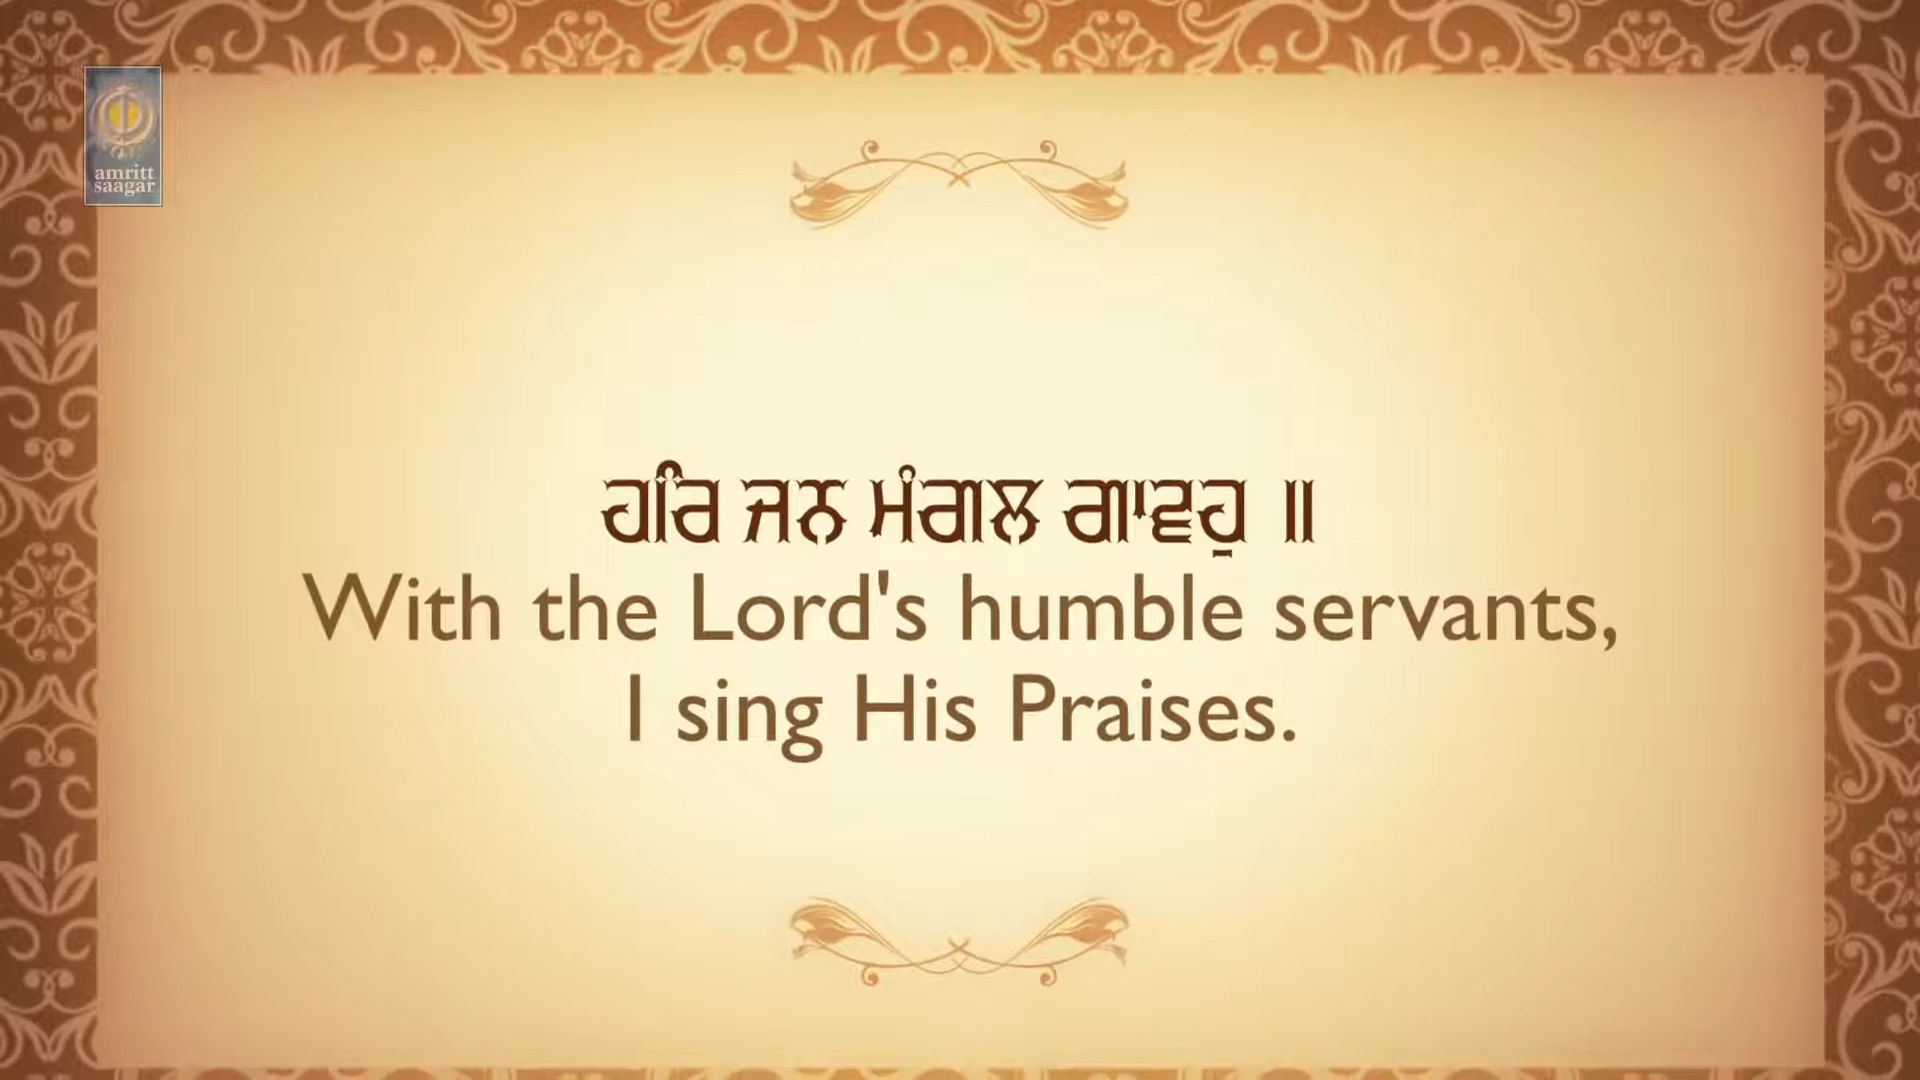 amritt
saagar
ਹਰਿ ਜਨ ਮੰਗਲ ਗਾਵਹੁ ॥
With the Lord's humble servants,
I sing His Praises.